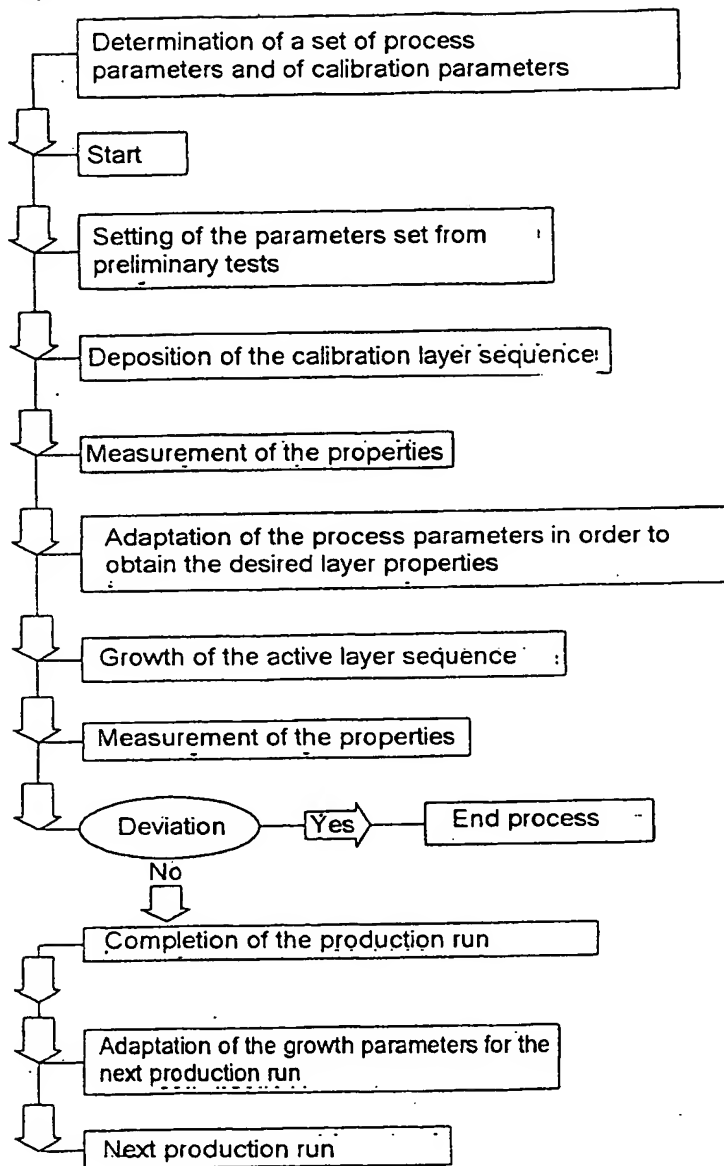 Determination of a set of process
parameters and of calibration parameters
Start
Setting of the parameters set from
preliminary tests
Deposition of the calibration layer sequence
Measurement of the properties
Adaptation of the process parameters in order to
obtain the desired layer properties
Growth of the active layer sequence
Measurement of the properties
Deviation
Yes
End process
No
Completion of the production run
Adaptation of the growth parameters for the
next production run
Next production run